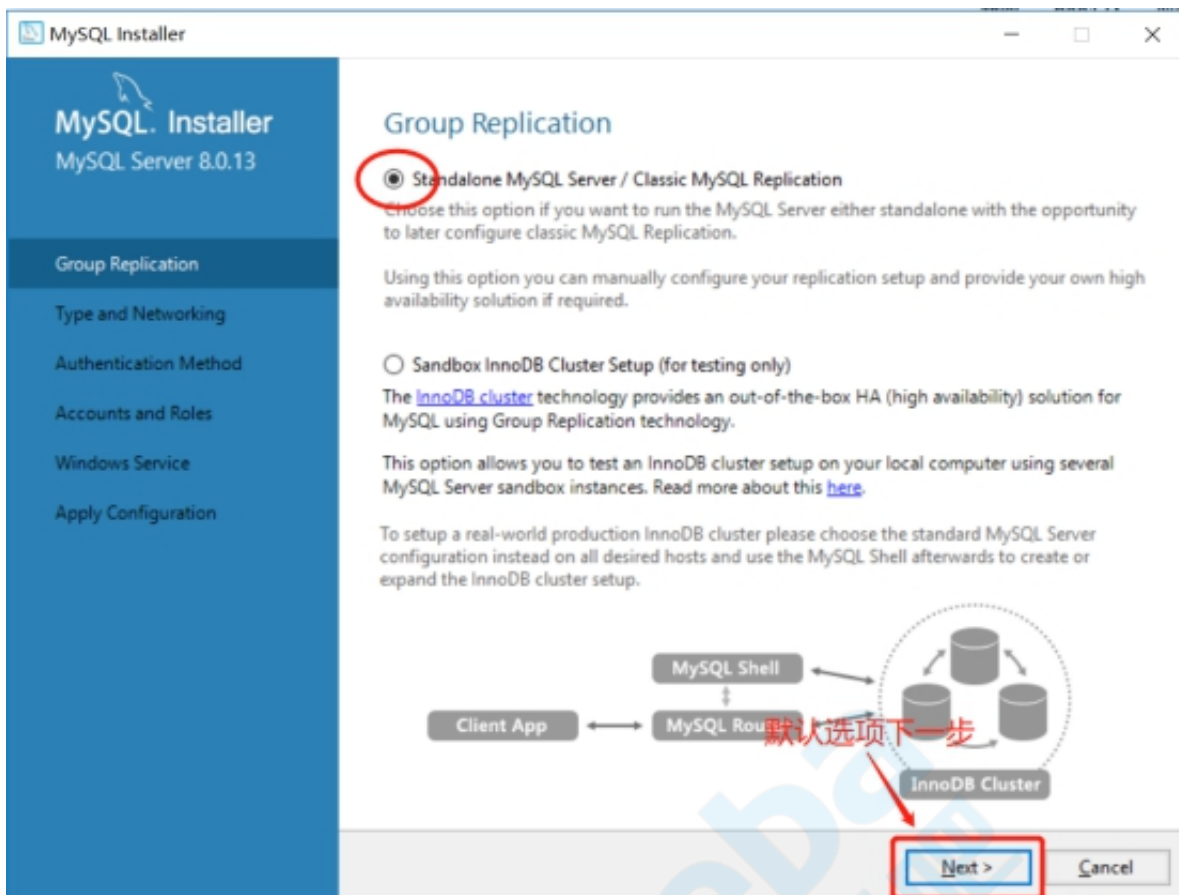 MySQL Installer
MySQL. Installer
MySQL Server 8.0.13
Group Replication
Type and Networking
Authentication Method
Accounts and Roles
Windows Service
Apply Configuration
Group Replication
Standalone MySQL Server / Classic MySQL Replication
Choose this option if you want to run the MySQL Server either standalone with the opportunity
to later configure classic MySQL Replication.
Using this option you can manually configure your replication setup and provide your own high
availability solution if required.
Sandbox InnoDB Cluster Setup (for testing only)
The InnoDB cluster technology provides an out-of-the-box HA (high availability) solution for
MySQL using Group Replication technology.
This option allows you to test an InnoDB cluster setup on your local computer using several
MySQL Server sandbox instances. Read more about this here.
To setup a real-world production InnoDB cluster please choose the standard MySQL Server
configuration instead on all desired hosts and use the MySQL Shell afterwards to create or
expand the InnoDB cluster setup.
MySQL Shell
Client App
MySQL Rou
默认选项下一步
InnoDB Cluster
Next >
Cancel